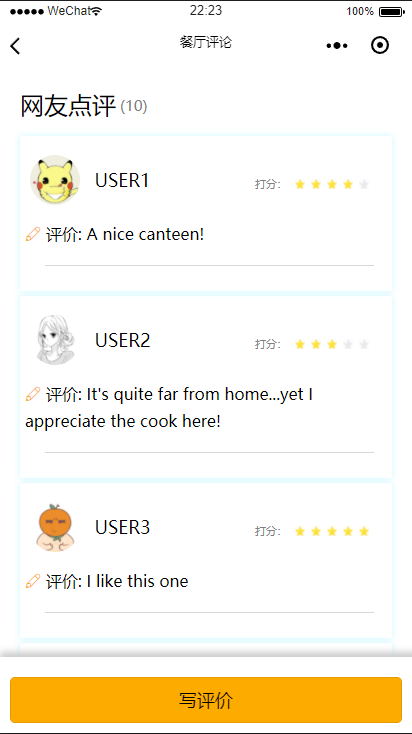 WeChat 22:23 100%
餐厅评论
网友点评 (10)
USER1 打分:
评价: A nice canteen!
USER2 打分:
评价: It's quite far from home...yet I
appreciate the cook here!
USER3 打分:
评价: I like this one
写评价